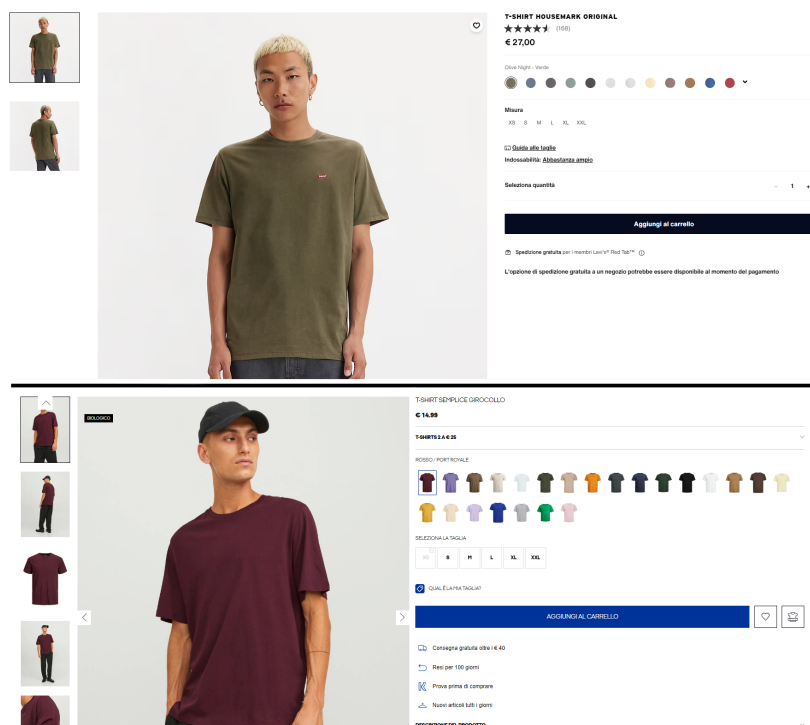 T-SHIRT HOUSEMARK ORIGINAL
(168)
€ 27,00
Olive Night - Verde
Misura
XS S M L XL XXL
Guida alle taglie
Indossabilità: Abbastanza ampio
Seleziona quantità
- 1 +
Aggiungi al carrello
Spedizione gratuita per i membri Levi's® Red Tab™
L'opzione di spedizione gratuita a un negozio potrebbe essere disponibile al momento del pagamento
BIOLOGICO
T-SHIRT SEMPLICE GIROCOLLO
€ 14.99
T-SHIRTS 2 A € 25
ROSSO / PORT ROYALE
SELEZIONA LA TAGLIA
XS S M L XL XXL
QUAL È LA MIA TAGLIA?
AGGIUNGI AL CARRELLO
Consegna gratuita oltre i € 40
Resi per 100 giorni
Prova prima di comprare
Nuovi articoli tutti i giorni
DESCRIZIONE DEL PRODOTTO